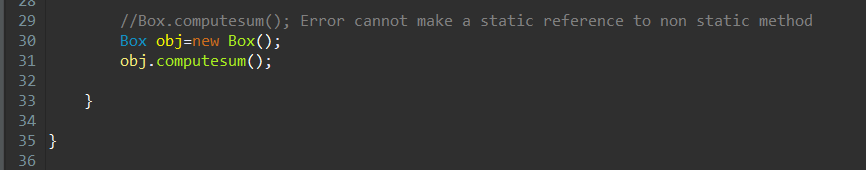 28
29 //Box.computesum(); Error cannot make a static reference to non static method
30 Box obj=new Box();
31 obj.computesum();
32
33 }
34
35 }
36